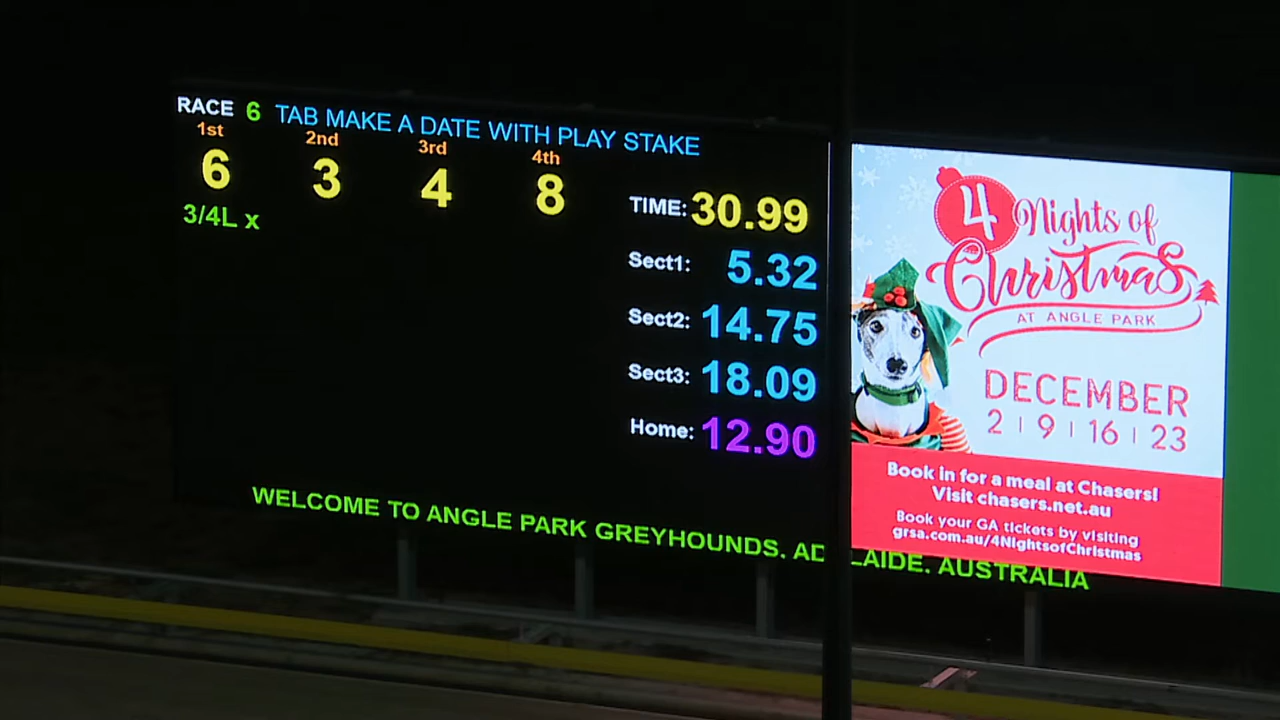 RACE 6 TAB MAKE A DATE WITH PLAY STAKE
1st 2nd 3rd 4th
6 3 4 8
3/4L x
TIME: 30.99
Sect1: 5.32
Sect2: 14.75
Sect3: 18.09
Home: 12.90
WELCOME TO ANGLE PARK GREYHOUNDS. ADELAIDE. AUSTRALIA
4 Nights of
Christmas
AT ANGLE PARK
DECEMBER
2 | 9 | 16 | 23
Book in for a meal at Chasers!
Visit chasers.net.au
Book your GA tickets by visiting
grsa.com.au/4NightsofChristmas